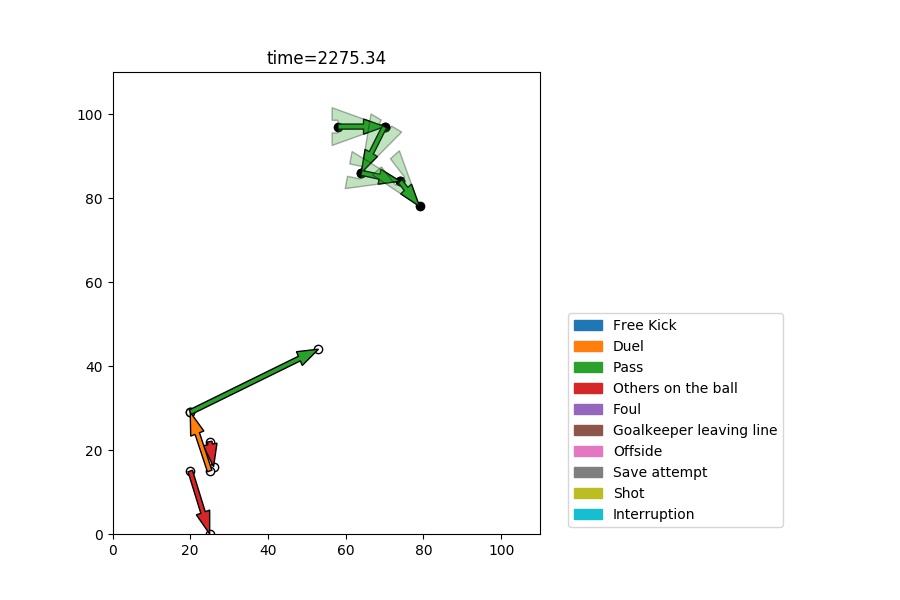 time=2275.34
100
80
60
40
20
0
0
20
40
60
80
100
Free Kick
Duel
Pass
Others on the ball
Foul
Goalkeeper leaving line
Offside
Save attempt
Shot
Interruption